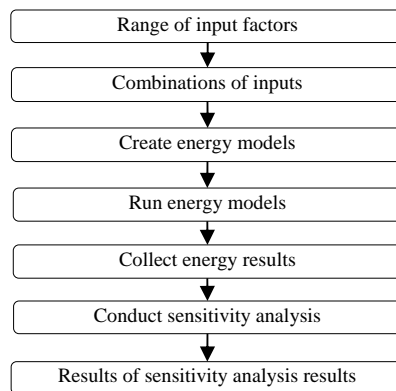 Range of input factors
Combinations of inputs
Create energy models
Run energy models
Collect energy results
Conduct sensitivity analysis
Results of sensitivity analysis results